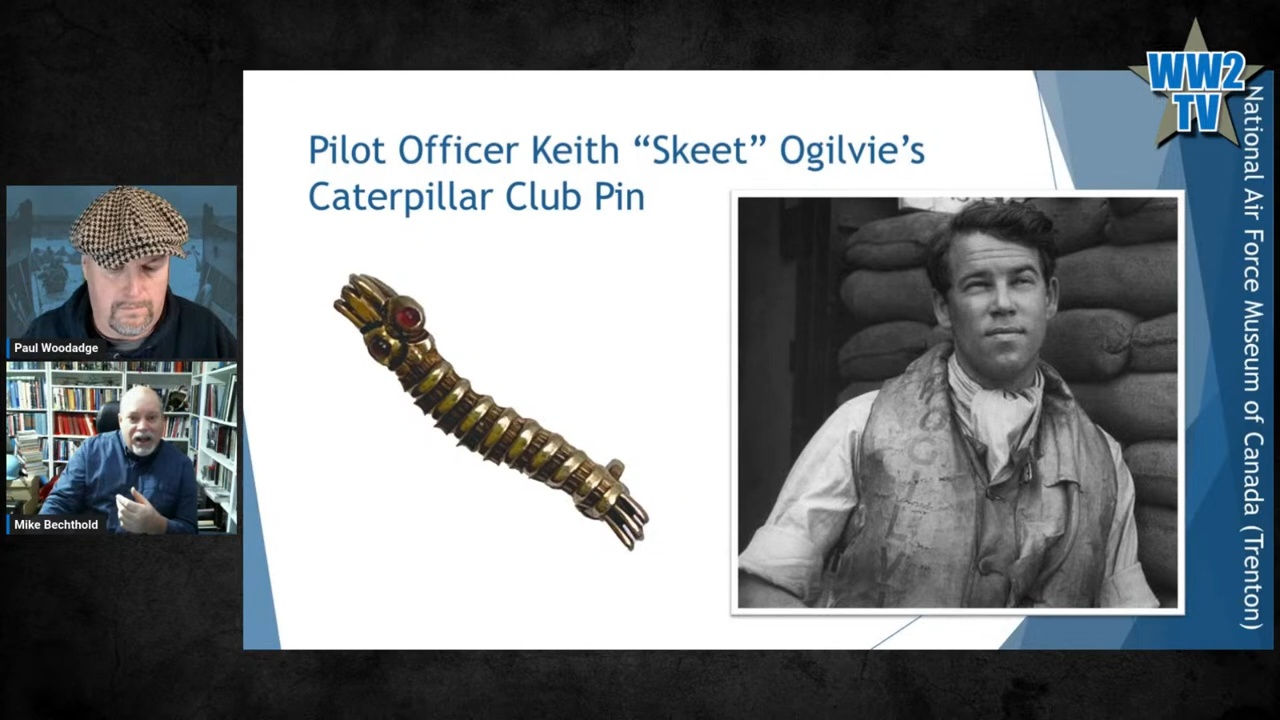 WW2
TV
Pilot Officer Keith “Skeet” Ogilvie’s
Caterpillar Club Pin
National Air Force Museum of Canada (Trenton)
Paul Woodadge
Mike Bechthold